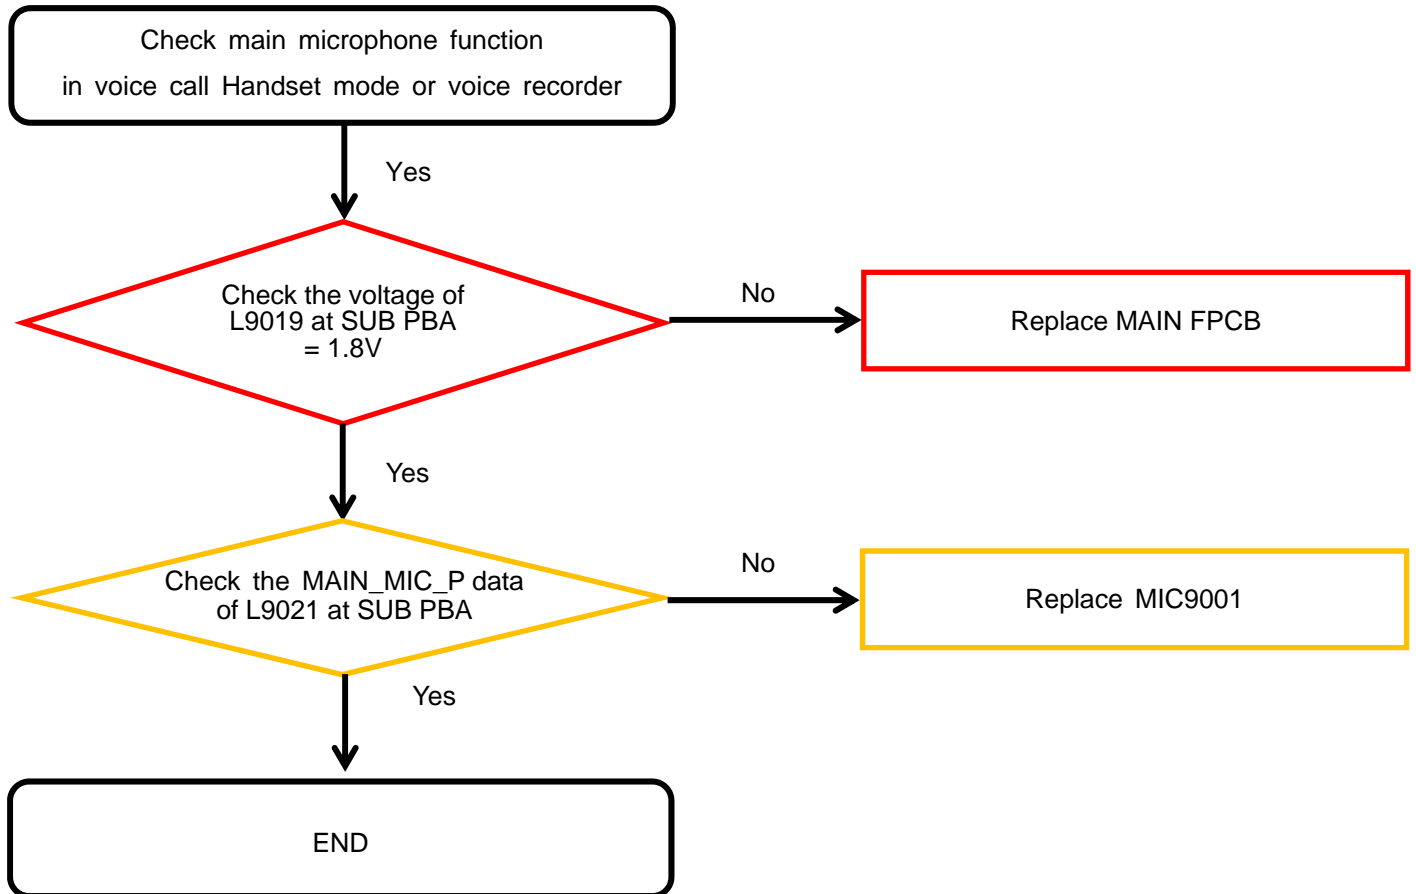 Check main microphone function
in voice call Handset mode or voice recorder
Yes
Check the voltage of
L9019 at SUB PBA
= 1.8V
No
Replace MAIN FPCB
Yes
Check the MAIN_MIC_P data
of L9021 at SUB PBA
No
Replace MIC9001
Yes
END